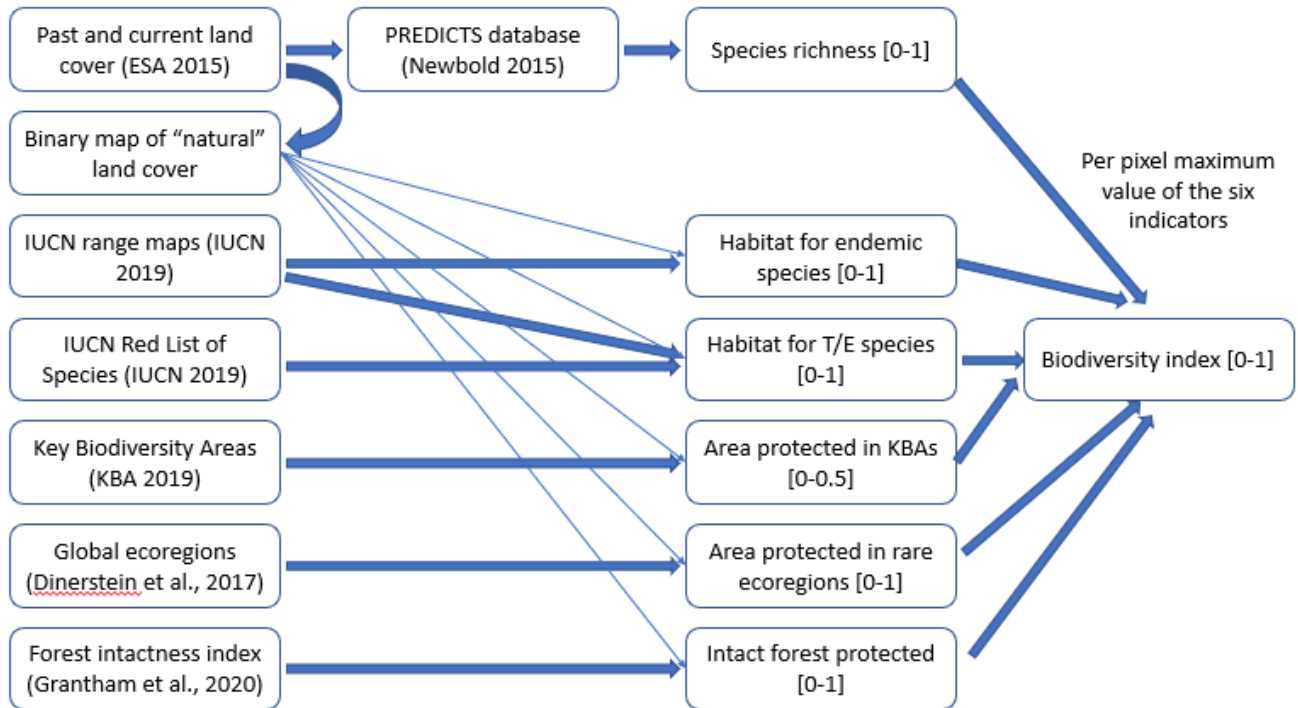 Past and current land
cover (ESA 2015)
PREDICTS database
(Newbold 2015)
Species richness [0-1]
Binary map of “natural”
land cover
Per pixel maximum
value of the six
indicators
IUCN range maps (IUCN
2019)
Habitat for endemic
species [0-1]
IUCN Red List of
Species (IUCN 2019)
Habitat for T/E species
[0-1]
Biodiversity index [0-1]
Key Biodiversity Areas
(KBA 2019)
Area protected in KBAs
[0-0.5]
Global ecoregions
(Dinerstein et al., 2017)
Area protected in rare
ecoregions [0-1]
Forest intactness index
(Grantham et al., 2020)
Intact forest protected
[0-1]